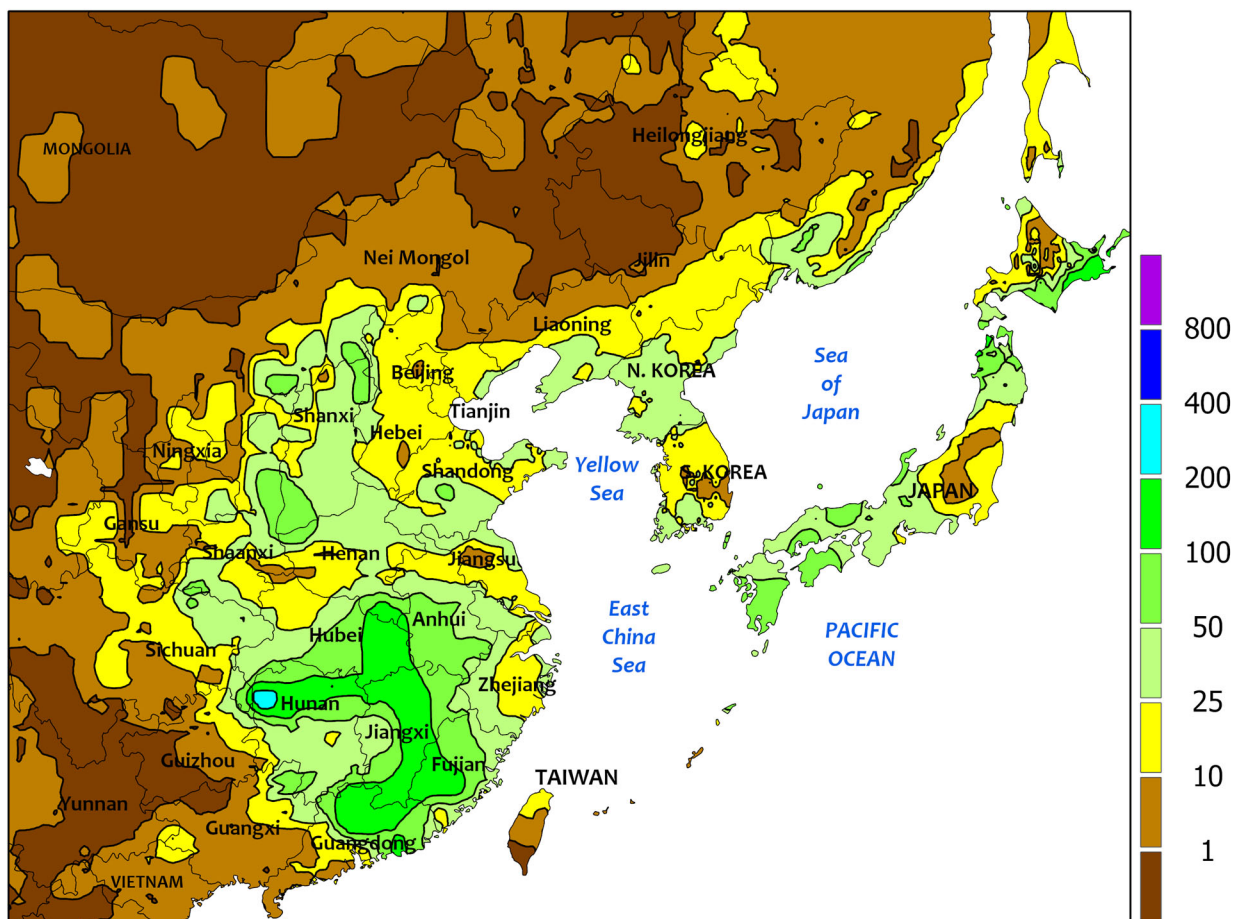 Heilongjiang
MONGOLIA
Nei Mongol
Jilin
Liaoning
800
Beijing
N. KOREA
Sea
of
Japan
400
Tianjin
Shanxi
Hebei
Ningxia
Shandong
Yellow
Sea
S. KOREA
JAPAN
200
Gansu
Shaanxi
Henan
Jiangsu
100
Hubei
Anhui
East
China
Sea
PACIFIC
OCEAN
50
Sichuan
Zhejiang
25
Hunan
Jiangxi
Guizhou
Fujian
TAIWAN
10
Yunnan
Guangxi
Guangdong
1
VIETNAM